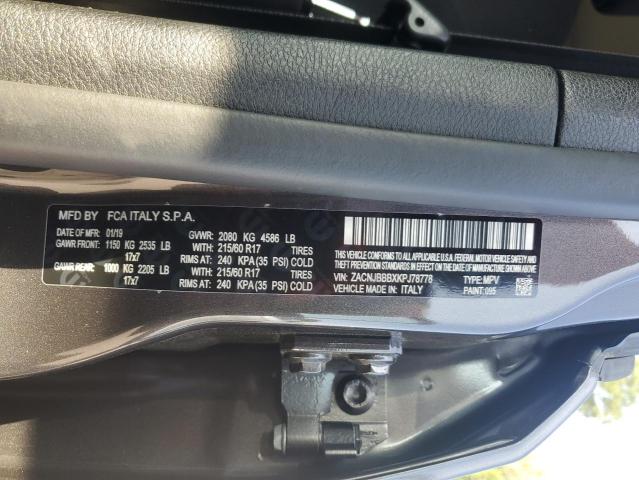 MFD BY FCA ITALY S.P.A.
DATE OF MFR: 01/19 GVWR: 2080 KG 4586 LB
GAWR FRONT: 1150 KG 2535 LB WITH: 215/60 R17 TIRES
17x7 RIMS AT: 240 KPA (35 PSI) COLD
GAWR REAR: 1000 KG 2205 LB WITH: 215/60 R17 TIRES
17x7 RIMS AT: 240 KPA (35 PSI) COLD
THIS VEHICLE CONFORMS TO ALL APPLICABLE U.S.A. FEDERAL MOTOR VEHICLE SAFETY AND
THEFT PREVENTION STANDARDS IN EFFECT ON THE DATE OF MANUFACTURE SHOWN ABOVE.
VIN: ZACNJBBBXKPJ78778 TYPE: MPV
VEHICLE MADE IN: ITALY PAINT: 095